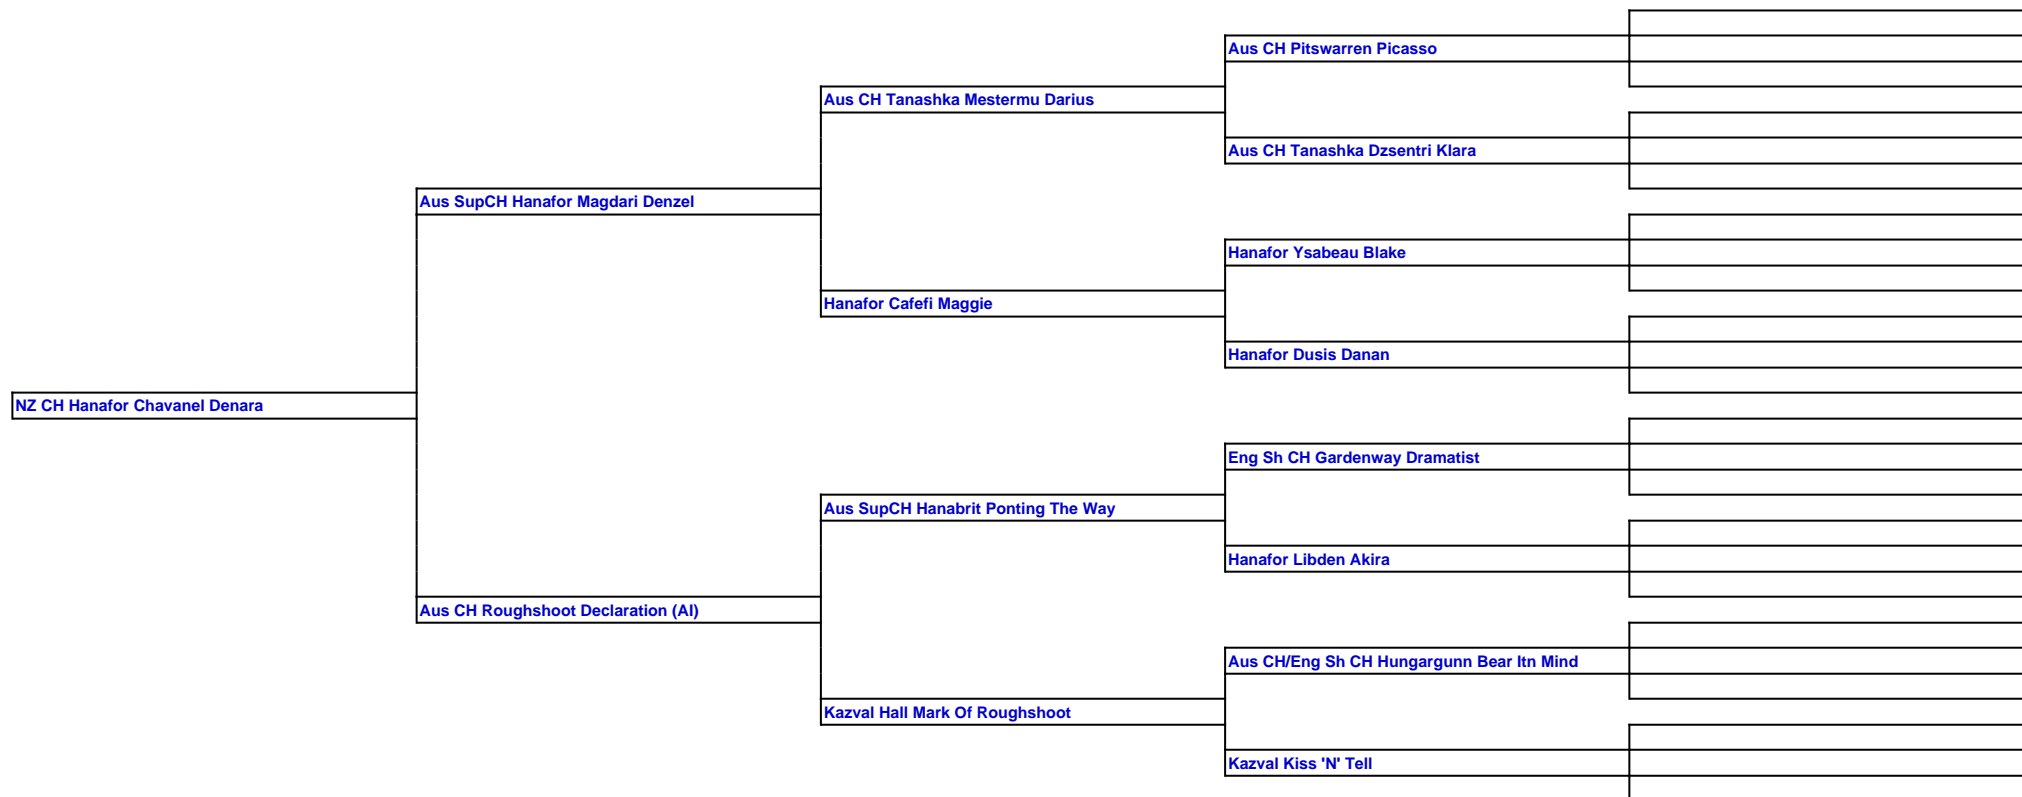 Aus CH Pitswarren Picasso
Aus CH Tanashka Mestermu Darius
Aus CH Tanashka Dzsentri Klara
Aus SupCH Hanafor Magdari Denzel
Hanafor Ysabeau Blake
Hanafor Cafefi Maggie
Hanafor Dusis Danan
NZ CH Hanafor Chavanel Denara
Eng Sh CH Gardenway Dramatist
Aus SupCH Hanabrit Ponting The Way
Hanafor Libden Akira
Aus CH Roughshoot Declaration (AI)
Aus CH/Eng Sh CH Hungargunn Bear Itn Mind
Kazval Hall Mark Of Roughshoot
Kazval Kiss 'N' Tell